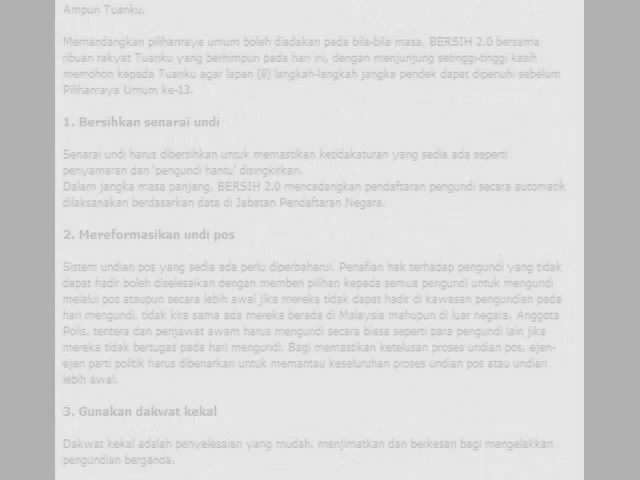 Ampun Tuanku,
Memandangkan pilihanraya umum boleh diadakan pada bila-bila masa, BERSIH 2.0 bersama
ribuan rakyat Tuanku yang berhimpun pada hari ini, dengan menjunjung setinggi-tinggi kasih
memohon kepada Tuanku agar lapan (8) langkah-langkah jangka pendek dapat dipenuhi sebelum
Pilihanraya Umum ke-13.
1. Bersihkan senarai undi
Senarai undi harus dibersihkan untuk memastikan ketidakaturan yang sedia ada seperti
penyamaran dan 'pengundi hantu' disingkirkan.
Dalam jangka masa panjang, BERSIH 2.0 mencadangkan pendaftaran pengundi secara automatik
dilaksanakan berdasarkan data di Jabatan Pendaftaran Negara.
2. Mereformasikan undi pos
Sistem undian pos yang sedia ada perlu diperbaharui. Penafian hak terhadap pengundi yang tidak
dapat hadir boleh diselesaikan dengan memberi pilihan kepada semua pengundi untuk mengundi
melalui pos ataupun secara lebih awal jika mereka tidak dapat hadir di kawasan pengundian pada
hari mengundi, tidak kira sama ada mereka berada di Malaysia mahupun di luar negara. Anggota
Polis, tentera dan penjawat awam harus mengundi secara biasa seperti para pengundi lain jika
mereka tidak bertugas pada hari mengundi. Bagi memastikan ketelusan proses undian pos, ejen-
ejen parti politik harus dibenarkan untuk memantau keseluruhan proses undian pos atau undian
lebih awal.
3. Gunakan dakwat kekal
Dakwat kekal adalah penyelesaian yang mudah, menjimatkan dan berkesan bagi mengelakkan
pengundian berganda.